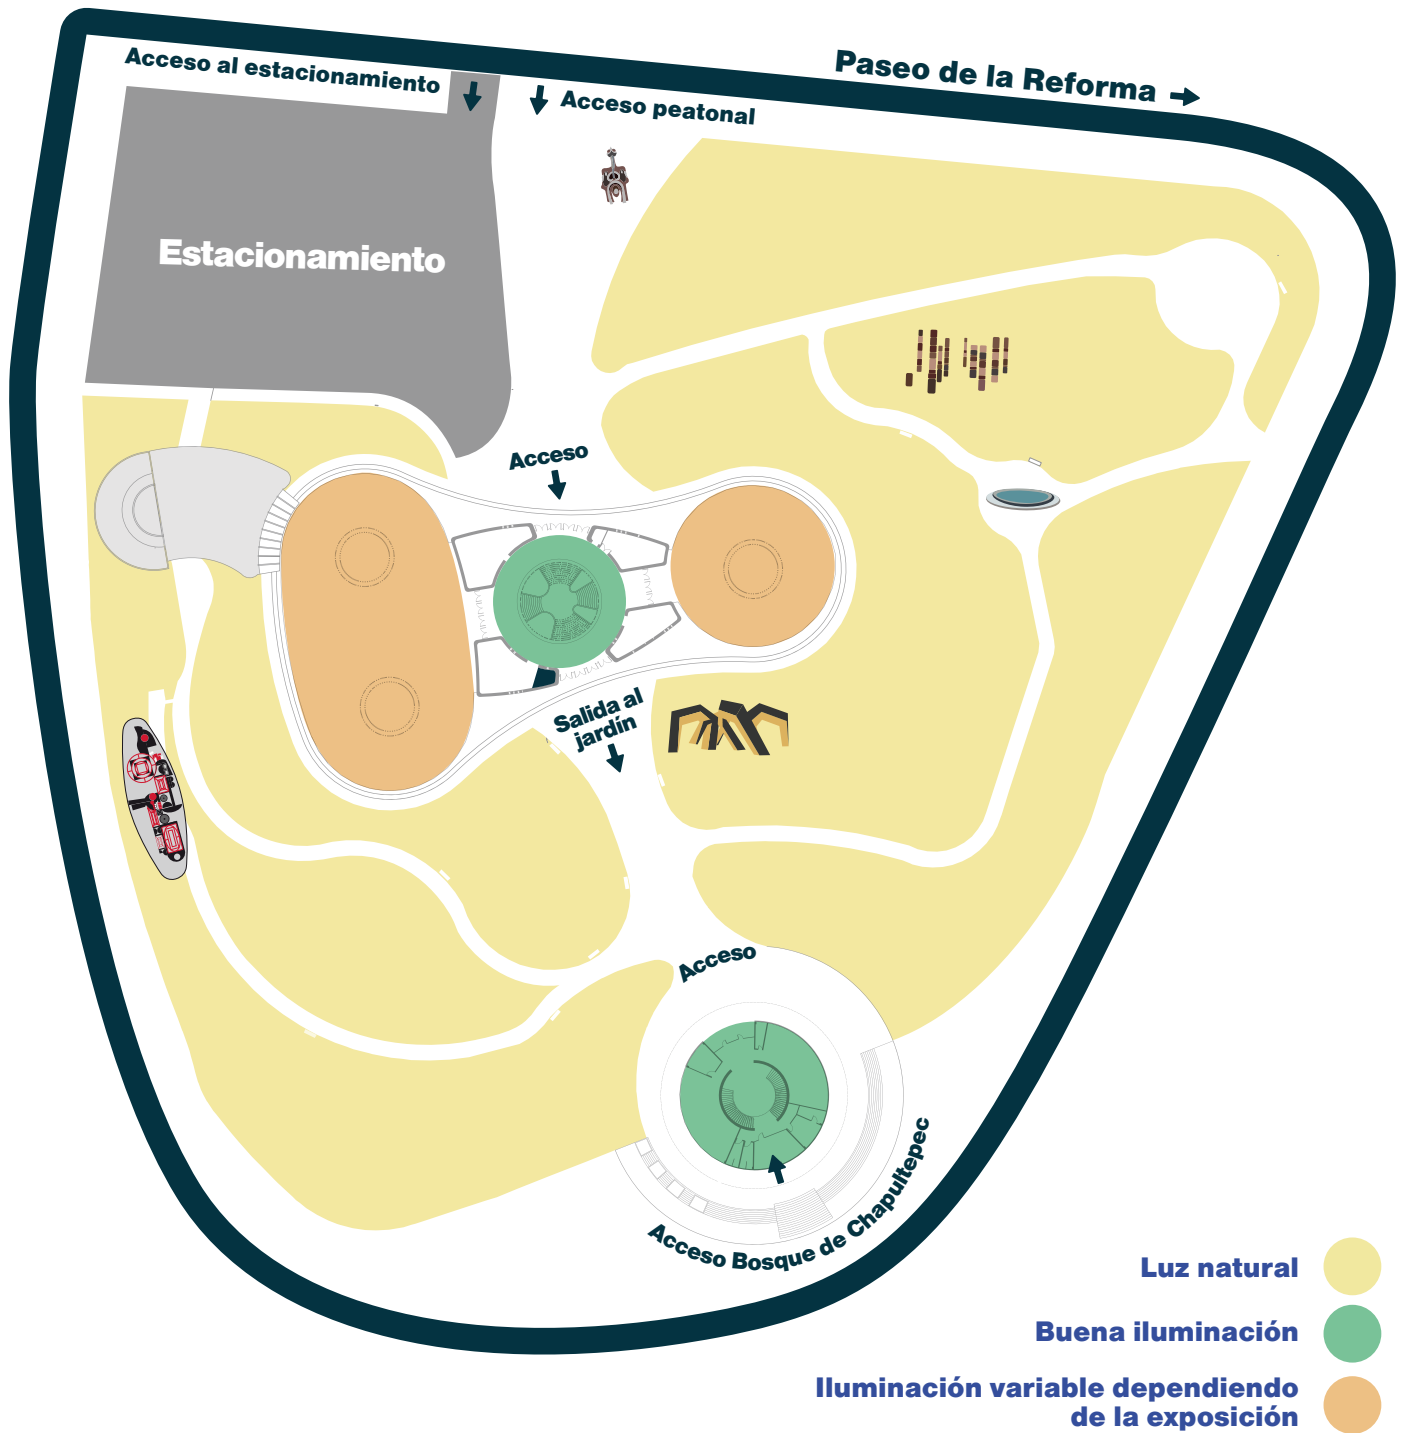 Acceso al estacionamiento
Acceso peatonal
Paseo de la Reforma
Estacionamiento
Acceso
Salida al
jardín
Acceso
Acceso Bosque de Chapultepec
Luz natural
Buena iluminación
Iluminación variable dependiendo
de la exposición